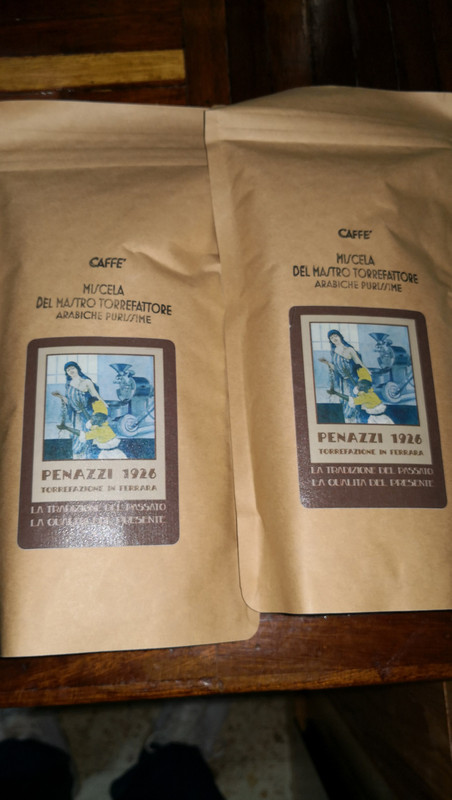 CAFFE'
MISCELA
DEL MASTRO TORREFATTORE
ARABICHE PURISSIME
PENAZZI 1926
TORREFAZIONE IN FERRARA
LA TRADIZIONE DEL PASSATO
LA QUALITA DEL PRESENTE
CAFFE'
MISCELA
DEL MASTRO TORREFATTORE
ARABICHE PURISSIME
PENAZZI 1926
TORREFAZIONE IN FERRARA
LA TRADIZIONE DEL PASSATO
LA QUALITA DEL PRESENTE